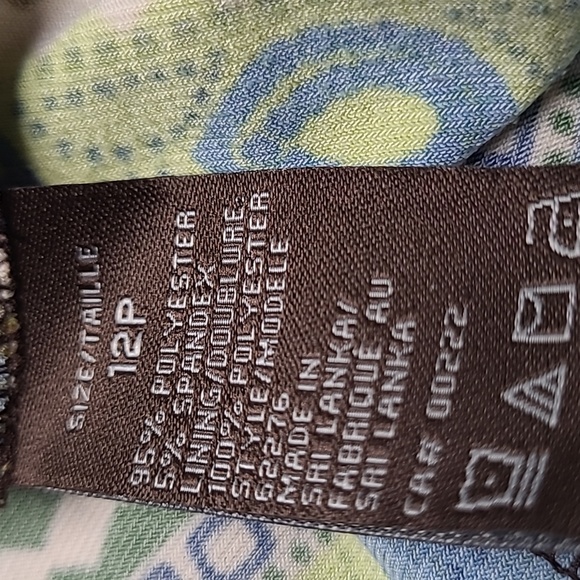 SIZE/TAILLE
12P
95% POLYESTER
5% SPANDEX
LINING/DOUBLURE:
100% POLYESTER
STYLE/MODELE
62276
MADE IN
SRI LANKA/
FABRIQUE AU
SRI LANKA
CA# 00222